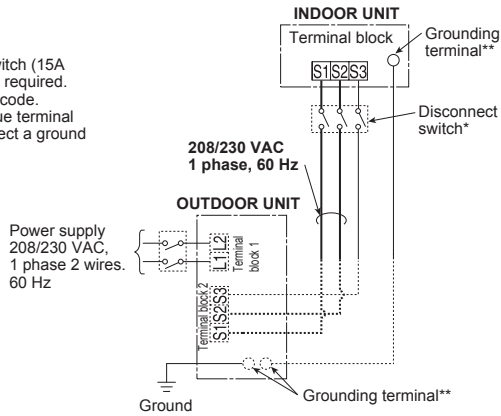 INDOOR UNIT
Terminal block
Grounding
terminal**
S1 S2 S3
witch (15A
required.
code.
ue terminal
ect a ground
Disconnect
switch*
208/230 VAC
1 phase, 60 Hz
OUTDOOR UNIT
Power supply
208/230 VAC,
1 phase 2 wires.
60 Hz
L1 L2
Terminal
block 1
Terminal block 2
S1 S2 S3
Ground
Grounding terminal**